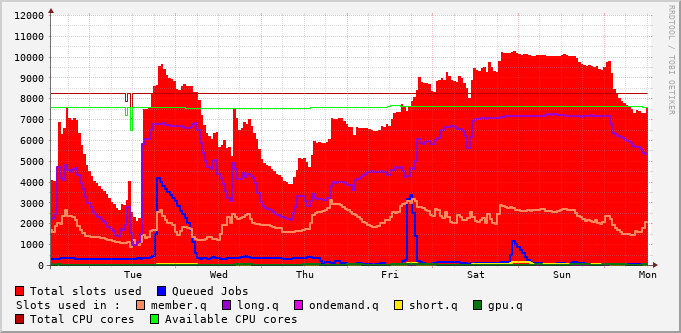 12000
11000
10000
9000
8000
7000
6000
5000
4000
3000
2000
1000
0
Tue Wed Thu Fri Sat Sun Mon
Total slots used Queued Jobs
Slots used in : member.q long.q ondemand.q short.q gpu.q
Total CPU cores Available CPU cores
RRDTOOL / TOBI OETIKER